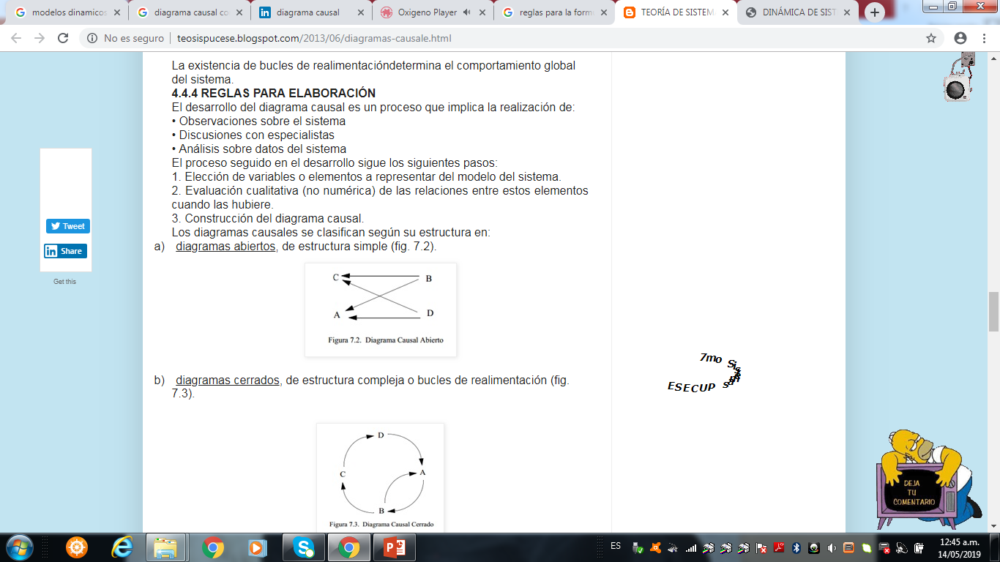 modelos dinamicos
diagrama causal co
diagrama causal
Oxigeno Player
reglas para la form
TEORÍA DE SISTEM
DINÁMICA DE SIST
No es seguro
teosispucese.blogspot.com/2013/06/diagramas-causale.html
La existencia de bucles de realimentacióndetermina el comportamiento global
del sistema.
4.4.4 REGLAS PARA ELABORACIÓN
El desarrollo del diagrama causal es un proceso que implica la realización de:
• Observaciones sobre el sistema
• Discusiones con especialistas
• Análisis sobre datos del sistema
El proceso seguido en el desarrollo sigue los siguientes pasos:
1. Elección de variables o elementos a representar del modelo del sistema.
2. Evaluación cualitativa (no numérica) de las relaciones entre estos elementos
cuando las hubiere.
3. Construcción del diagrama causal.
Los diagramas causales se clasifican según su estructura en:
a) diagramas abiertos, de estructura simple (fig. 7.2).
C B
A D
Figura 7.2. Diagrama Causal Abierto
b) diagramas cerrados, de estructura compleja o bucles de realimentación (fig.
7.3).
D
C A
B
Figura 7.3. Diagrama Causal Cerrado
Tweet
in Share
Get this
7mo
ESECUP
DEJA
TU
COMENTARIO
ES
12:45 a.m.
14/05/2019